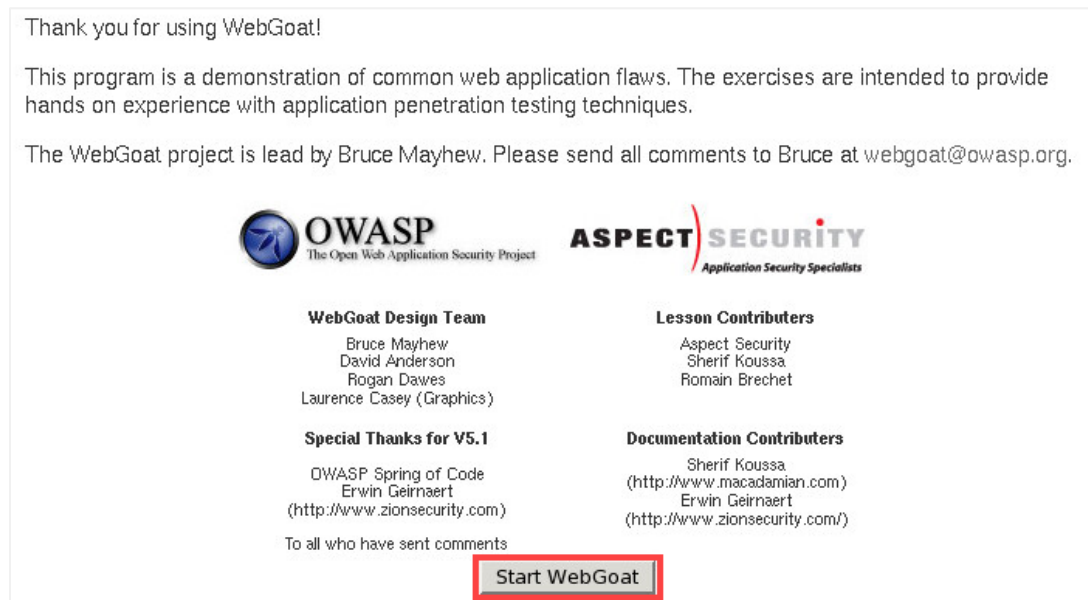 Thank you for using WebGoat!
This program is a demonstration of common web application flaws. The exercises are intended to provide
hands on experience with application penetration testing techniques.
The WebGoat project is lead by Bruce Mayhew. Please send all comments to Bruce at webgoat@owasp.org.
OWASP
The Open Web Application Security Project
ASPECT SECURITY
Application Security Specialists
WebGoat Design Team
Bruce Mayhew
David Anderson
Rogan Dawes
Laurence Casey (Graphics)
Lesson Contributers
Aspect Security
Sherif Koussa
Romain Brechet
Special Thanks for V5.1
OWASP Spring of Code
Erwin Geirnaert
(http://www.zionsecurity.com)
To all who have sent comments
Documentation Contributers
Sherif Koussa
(http://www.macadamian.com)
Erwin Geirnaert
(http://www.zionsecurity.com/)
Start WebGoat